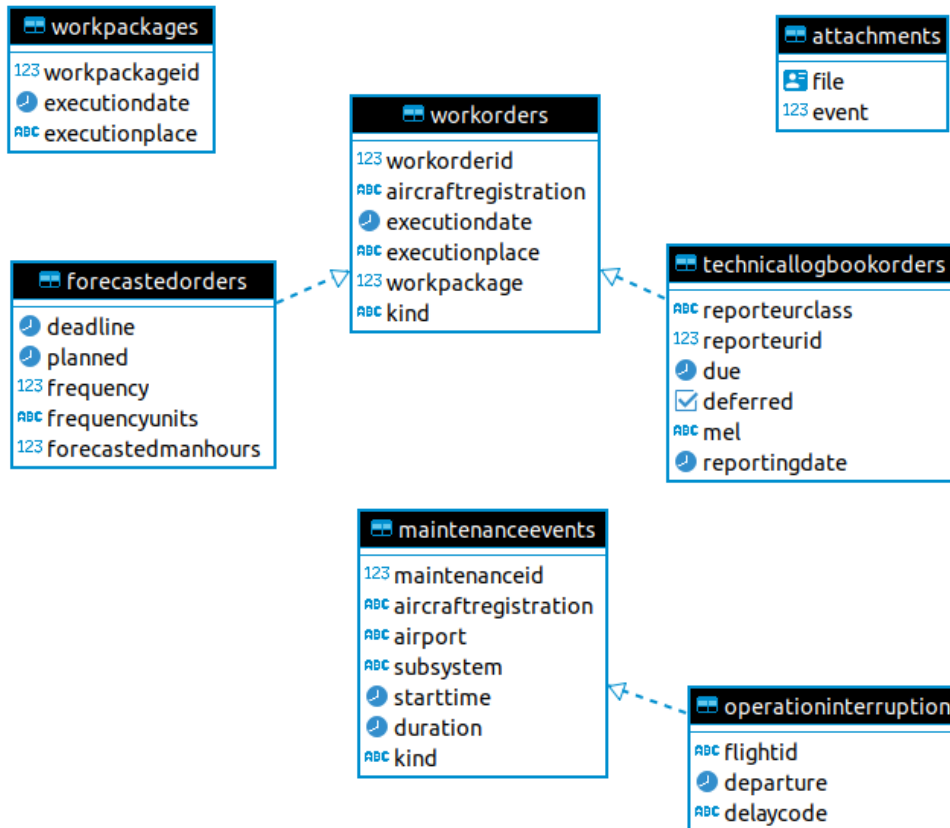 workpackages
123 workpackageid
executiondate
ABC executionplace
attachments
file
123 event
workorders
123 workorderid
ABC aircraftregistration
executiondate
ABC executionplace
123 workpackage
ABC kind
forecastedorders
deadline
planned
123 frequency
ABC frequencyunits
123 forecastedmanhours
technicallogbookorders
ABC reporteurclass
123 reporteurid
due
deferred
ABC mel
reportingdate
maintenanceevents
123 maintenanceid
ABC aircraftregistration
ABC airport
ABC subsystem
starttime
duration
ABC kind
operationinterruption
ABC flightid
departure
ABC delaycode